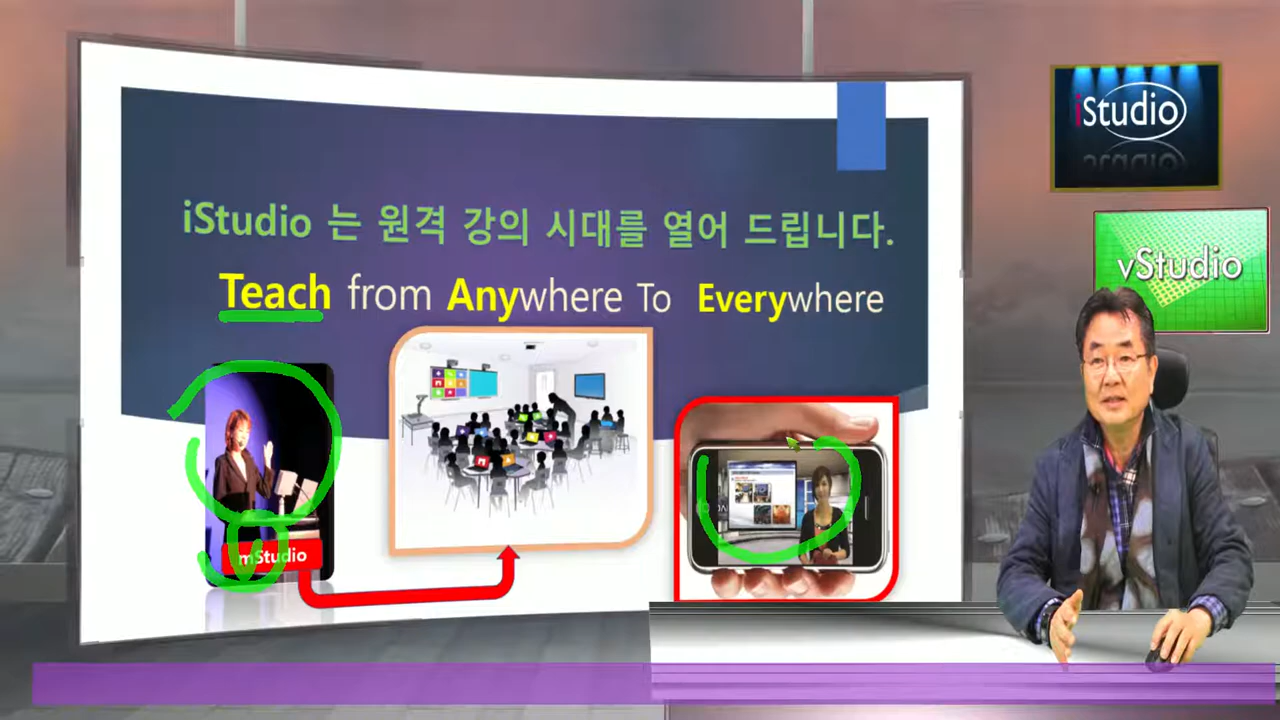 iStudio 는 원격 강의 시대를 열어 드립니다.
Teach from Anywhere To Everywhere
mStudio
iStudio
vStudio